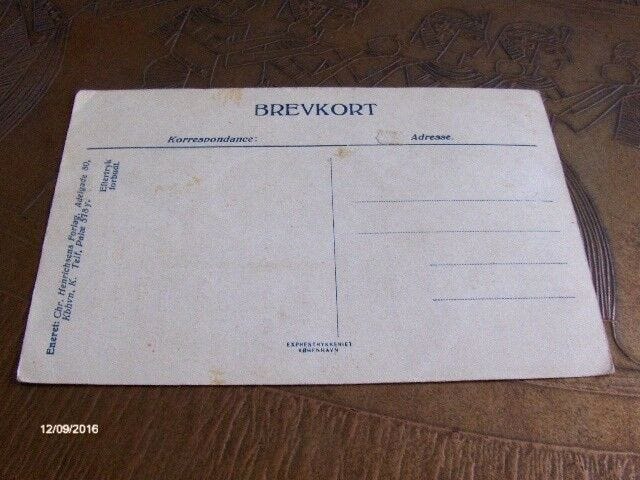 BREVKORT
Korrespondance: Adresse.
Eneret: Chr. Henrichsens Forlag, Adelgade 80,
Kbhvn. K. Telf. Palæ 578 y.
Eftertryk
forbudt.
EXPRESTRYKKERIET
KØBENHAVN
12/09/2016